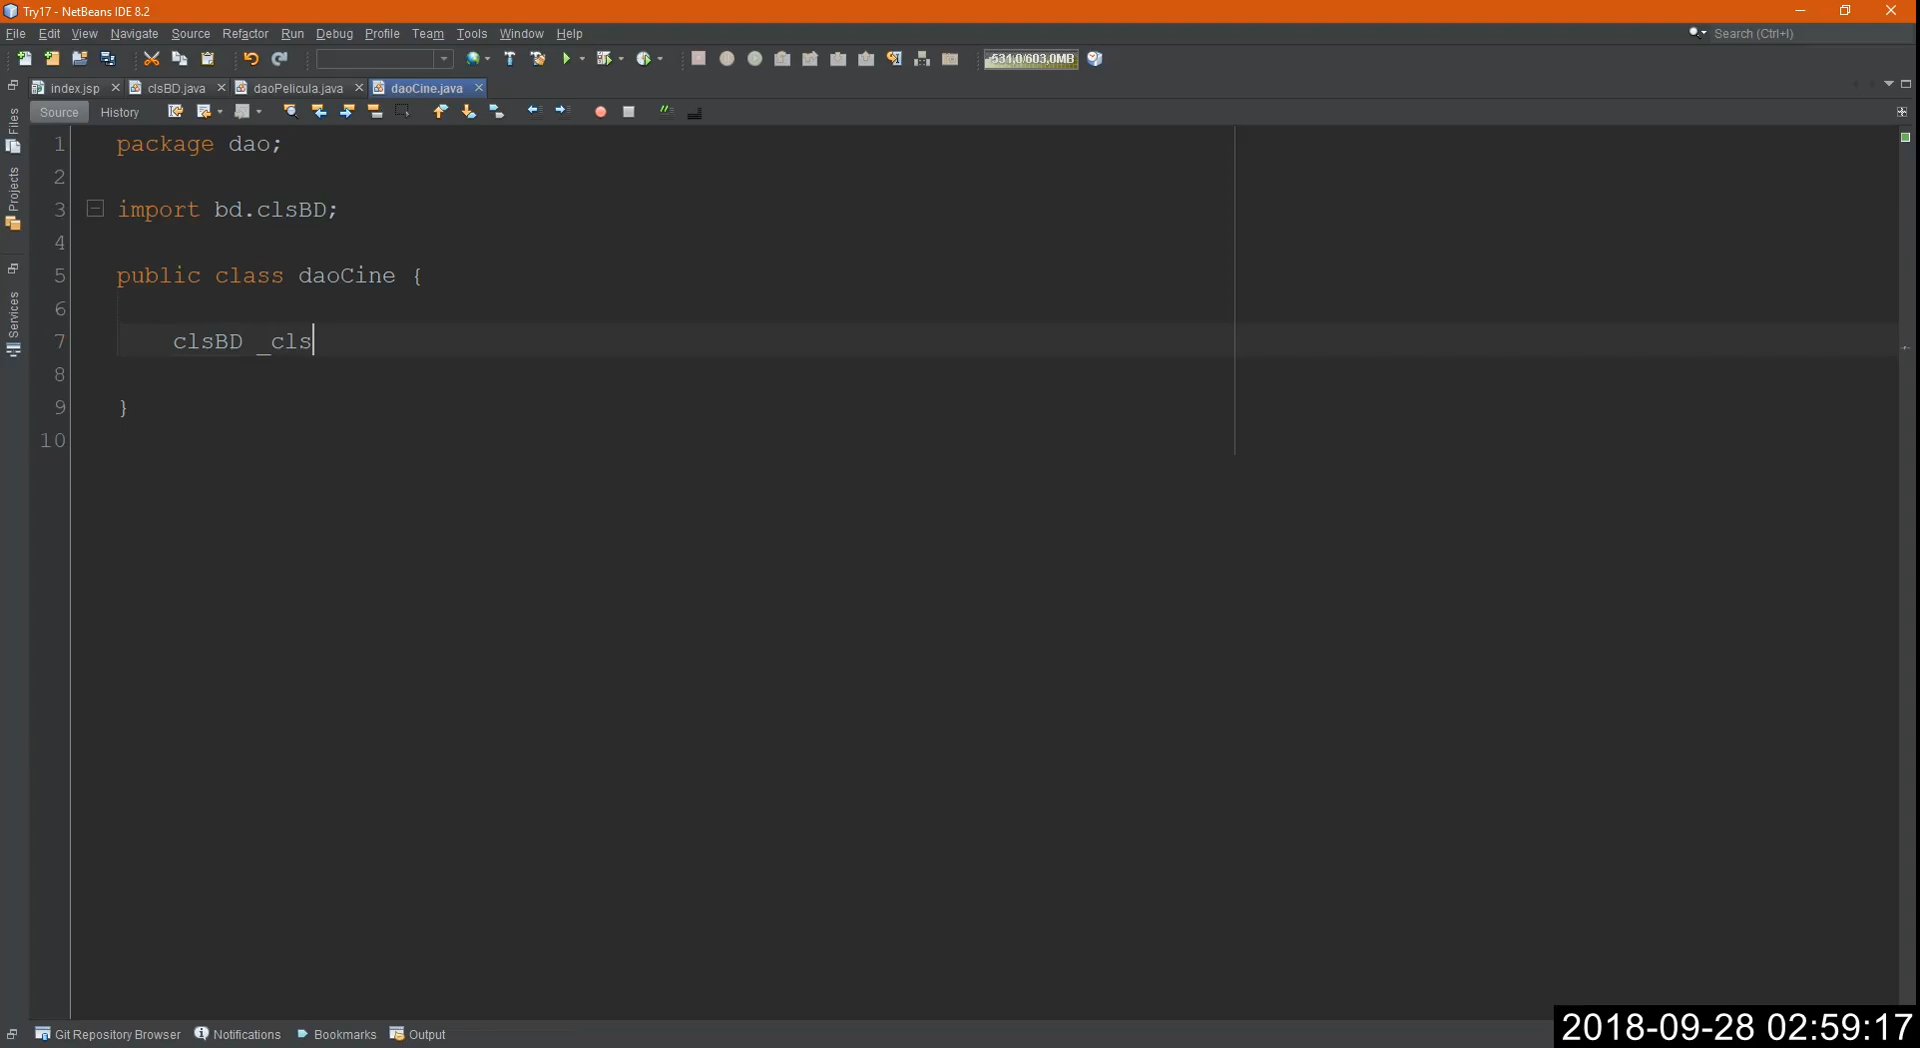 Try17 - NetBeans IDE 8.2
File Edit View Navigate Source Refactor Run Debug Profile Team Tools Window Help
Search (Ctrl+I)
531,0/603,0MB
index.jsp clsBD.java daoPelicula.java daoCine.java
Source History
Files
Projects
Services
1 package dao;
2
3 import bd.clsBD;
4
5 public class daoCine {
6
7 clsBD _cls
8
9 }
10
Git Repository Browser Notifications Bookmarks Output
2018-09-28 02:59:17